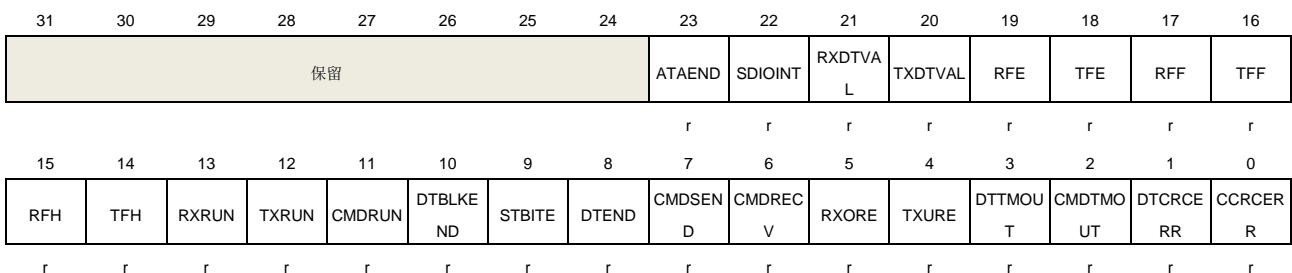 31 30 29 28 27 26 25 24 23 22 21 20 19 18 17 16
保留 ATAEND SDIOINT RXDTVA L TXDTVAL RFE TFE RFF TFF
r r r r r r r r
15 14 13 12 11 10 9 8 7 6 5 4 3 2 1 0
RFH TFH RXRUN TXRUN CMDRUN DTBLKE ND STBITE DTEND CMDSEN D CMDREC V RXORE TXURE DTTMOU T CMDTMO UT DTCRCE RR CCRCER R
r r r r r r r r r r r r r r r r